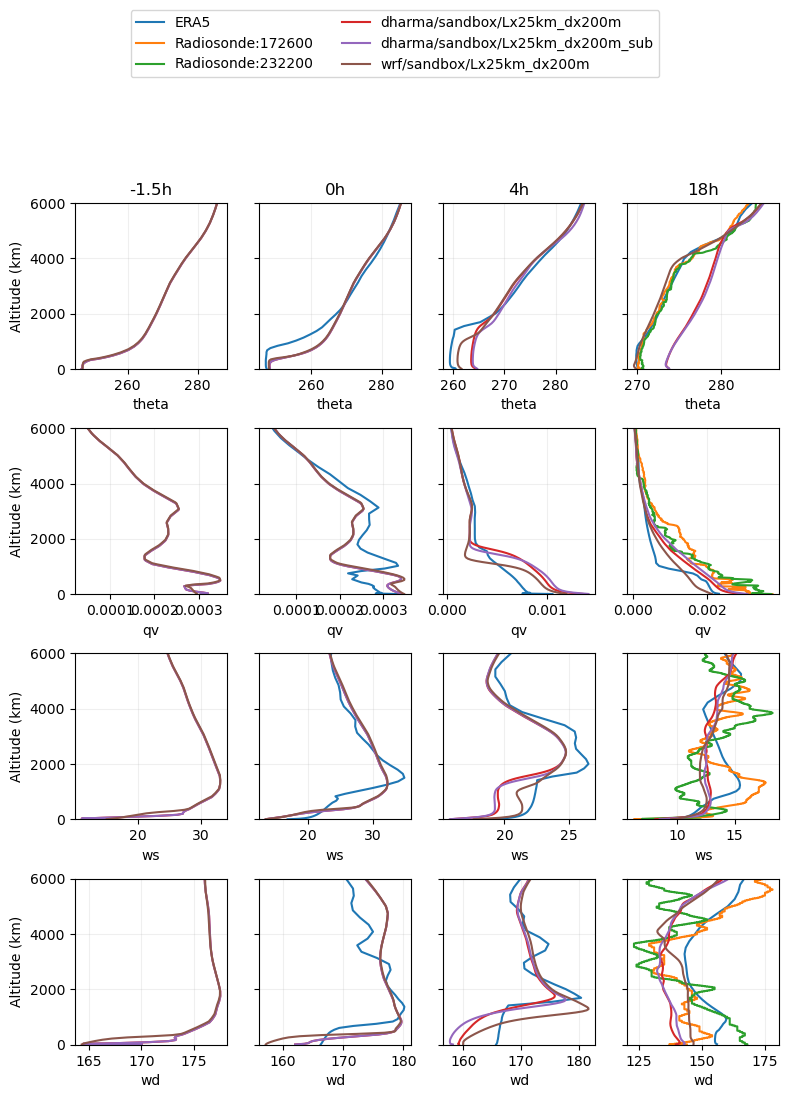 ERA5
Radiosonde:172600
Radiosonde:232200
dharma/sandbox/Lx25km_dx200m
dharma/sandbox/Lx25km_dx200m_sub
wrf/sandbox/Lx25km_dx200m
-1.5h 0h 4h 18h
Altitude (km)
6000
4000
2000
0
260 280
260 280
260 270 280
270 280
theta theta theta theta
Altitude (km)
6000
4000
2000
0
0.0001 0.0002 0.0003
0.0001 0.0002 0.0003
0.000 0.001
0.000 0.002
qv qv qv qv
Altitude (km)
6000
4000
2000
0
20 30
20 30
20 25
10 15
ws ws ws ws
Altitude (km)
6000
4000
2000
0
165 170 175
160 170 180
160 170 180
125 150 175
wd wd wd wd